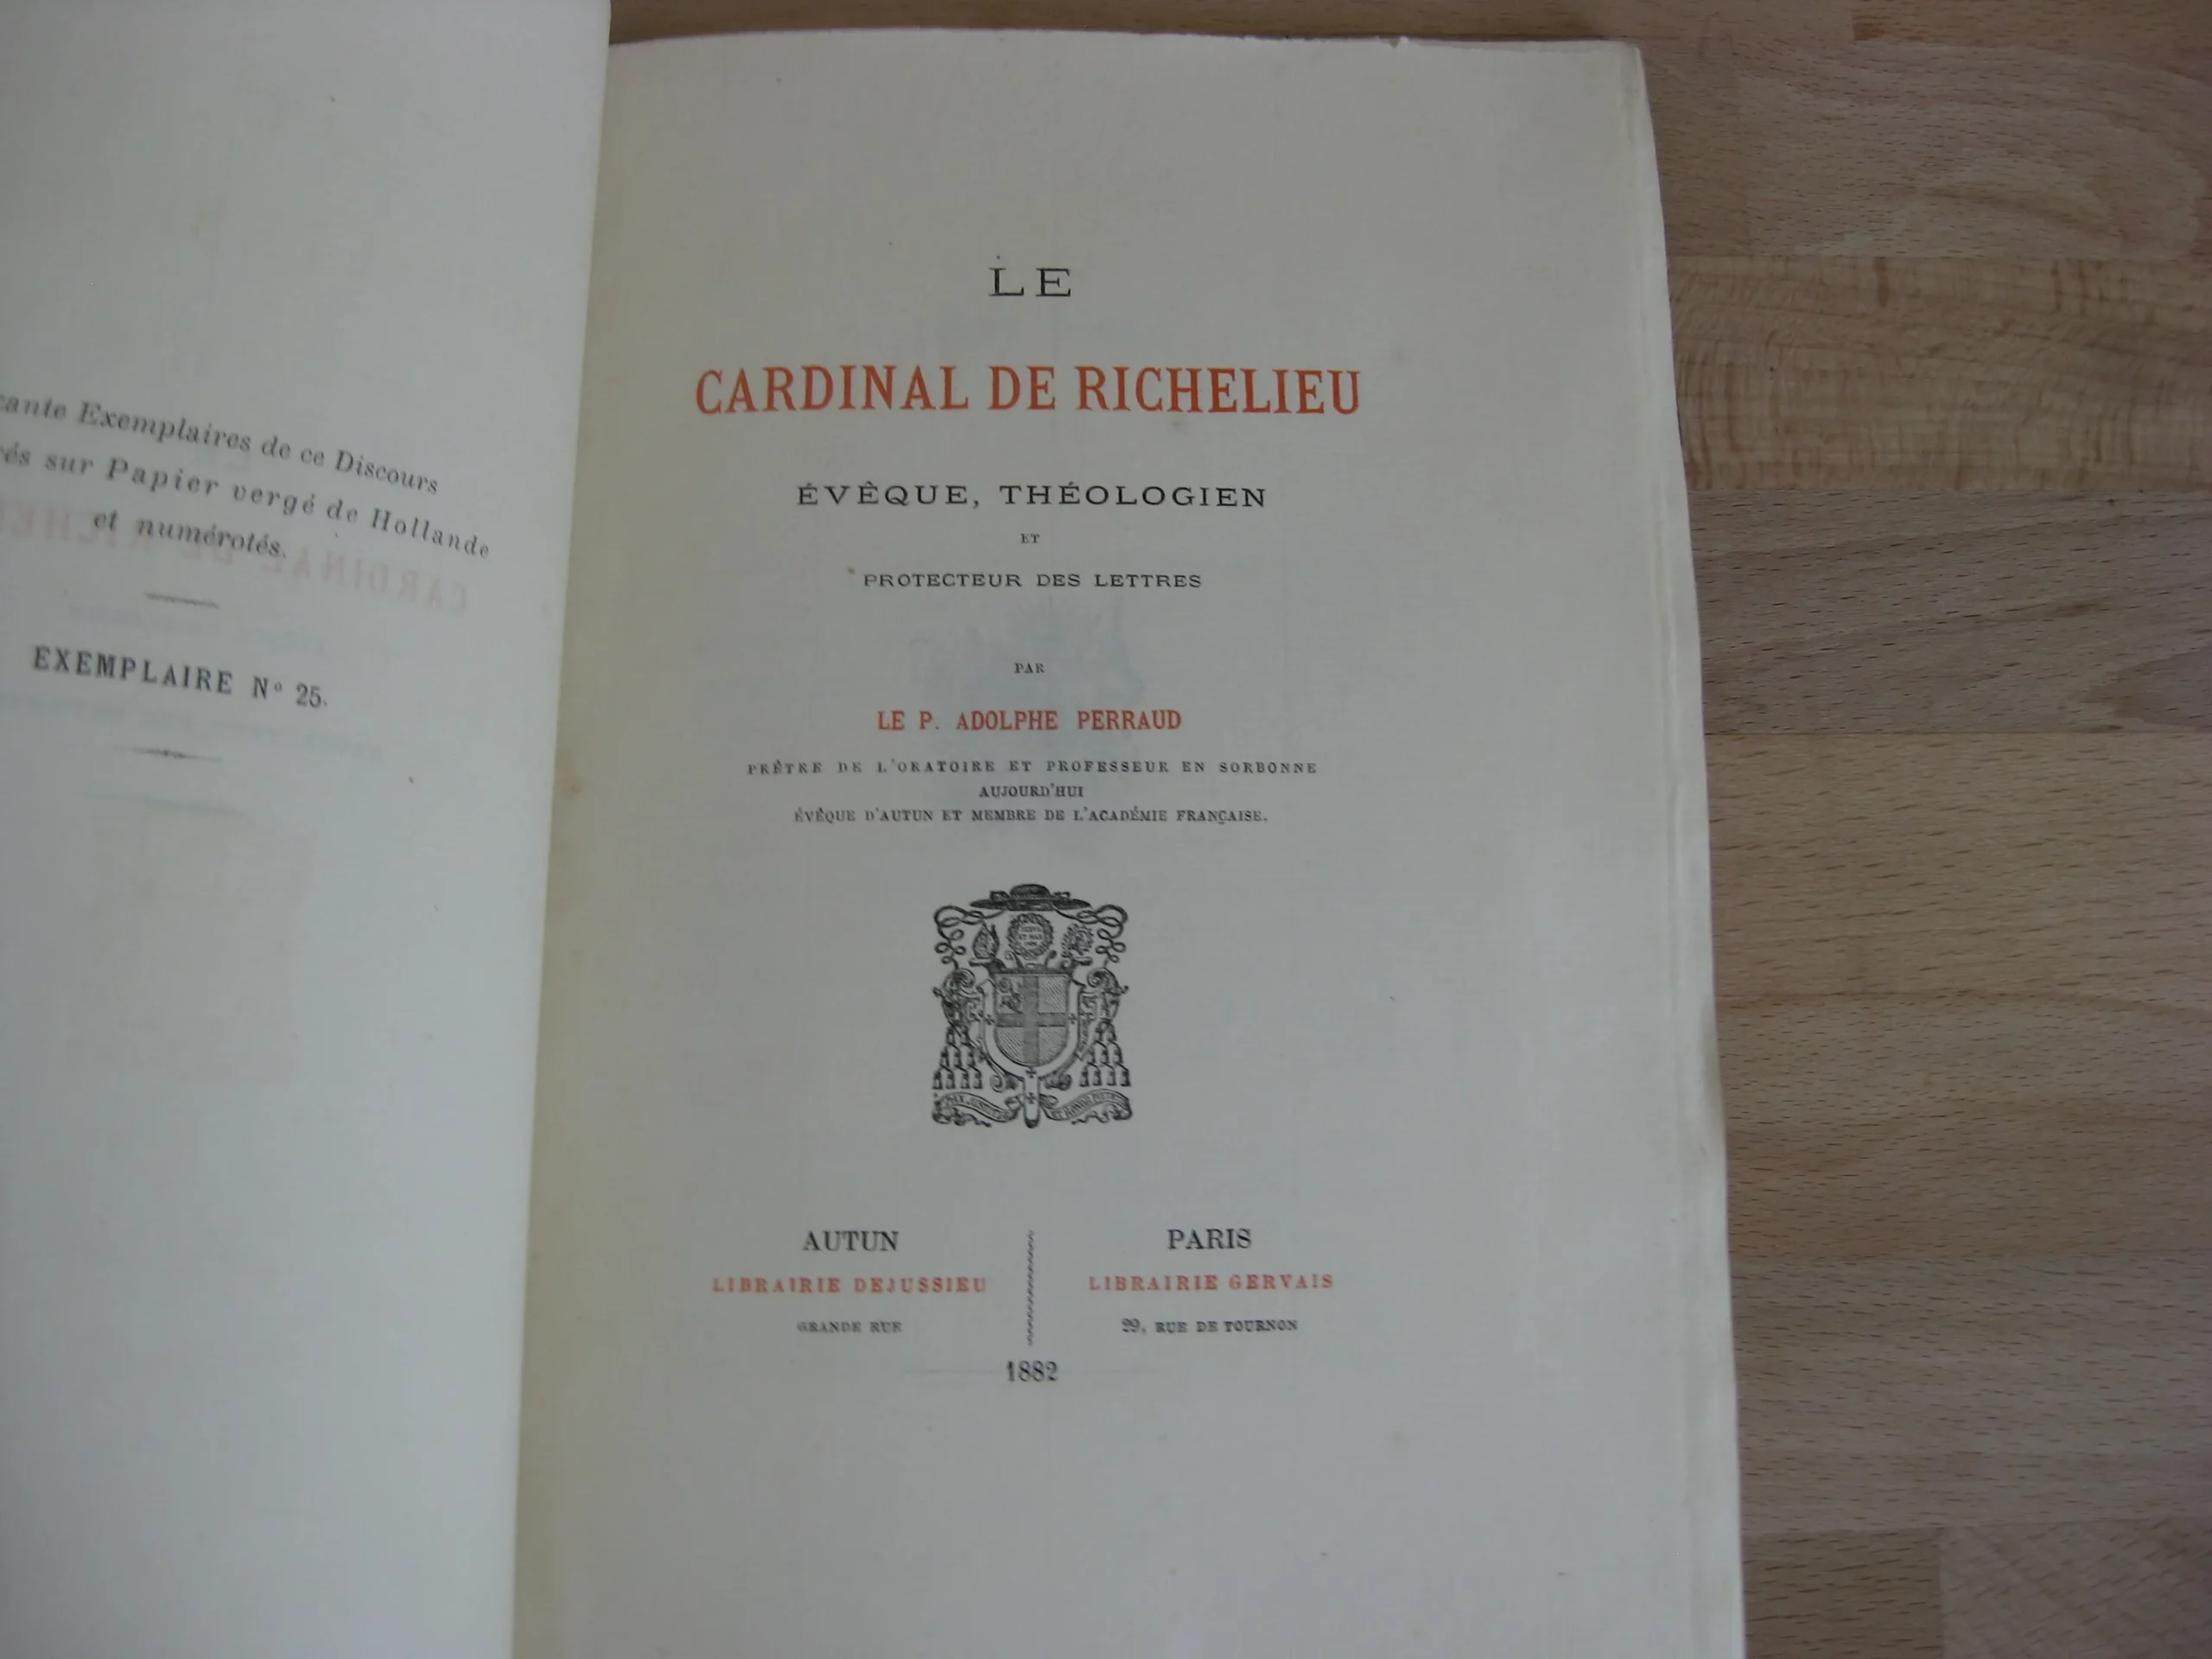 Exemplaires de ce Discours
sur Papier vergé de Hollande
et numérotés.
EXEMPLAIRE Nº 25.
LE
CARDINAL DE RICHELIEU
ÉVÊQUE, THÉOLOGIEN
ET
PROTECTEUR DES LETTRES
PAR
LE P. ADOLPHE PERRAUD
PRÊTRE DE L'ORATOIRE ET PROFESSEUR EN SORBONNE
AUJOURD'HUI
ÉVÊQUE D'AUTUN ET MEMBRE DE L'ACADÉMIE FRANÇAISE.
AUTUN
LIBRAIRIE DEJUSSIEU
GRANDE RUE
PARIS
LIBRAIRIE GERVAIS
29, RUE DE TOURNON
1882